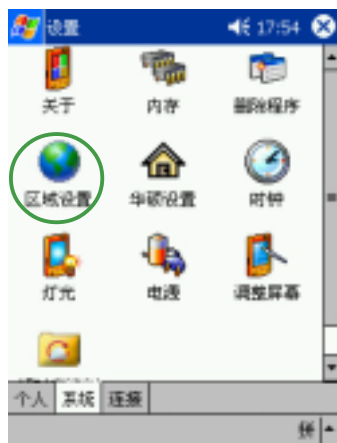 设置 17:54
关于 内存 删除程序
区域设置 华硕设置 时钟
灯光 电源 调整屏幕
个人 系统 连接
拼